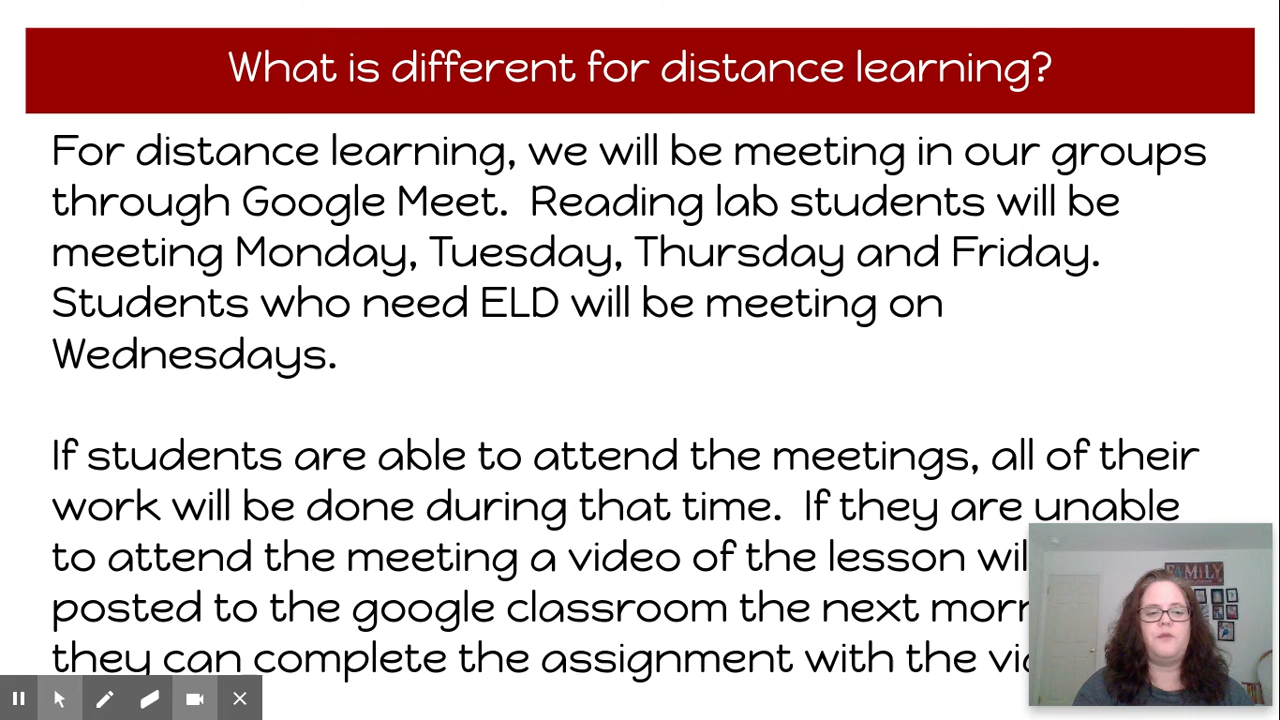 What is different for distance learning?
For distance learning, we will be meeting in our groups
through Google Meet.  Reading lab students will be
meeting Monday, Tuesday, Thursday and Friday.
Students who need ELD will be meeting on
Wednesdays.
If students are able to attend the meetings, all of their
work will be done during that time.  If they are unable
to attend the meeting a video of the lesson
posted to the google classroom the next
they can complete the assignment with the
FAMILY